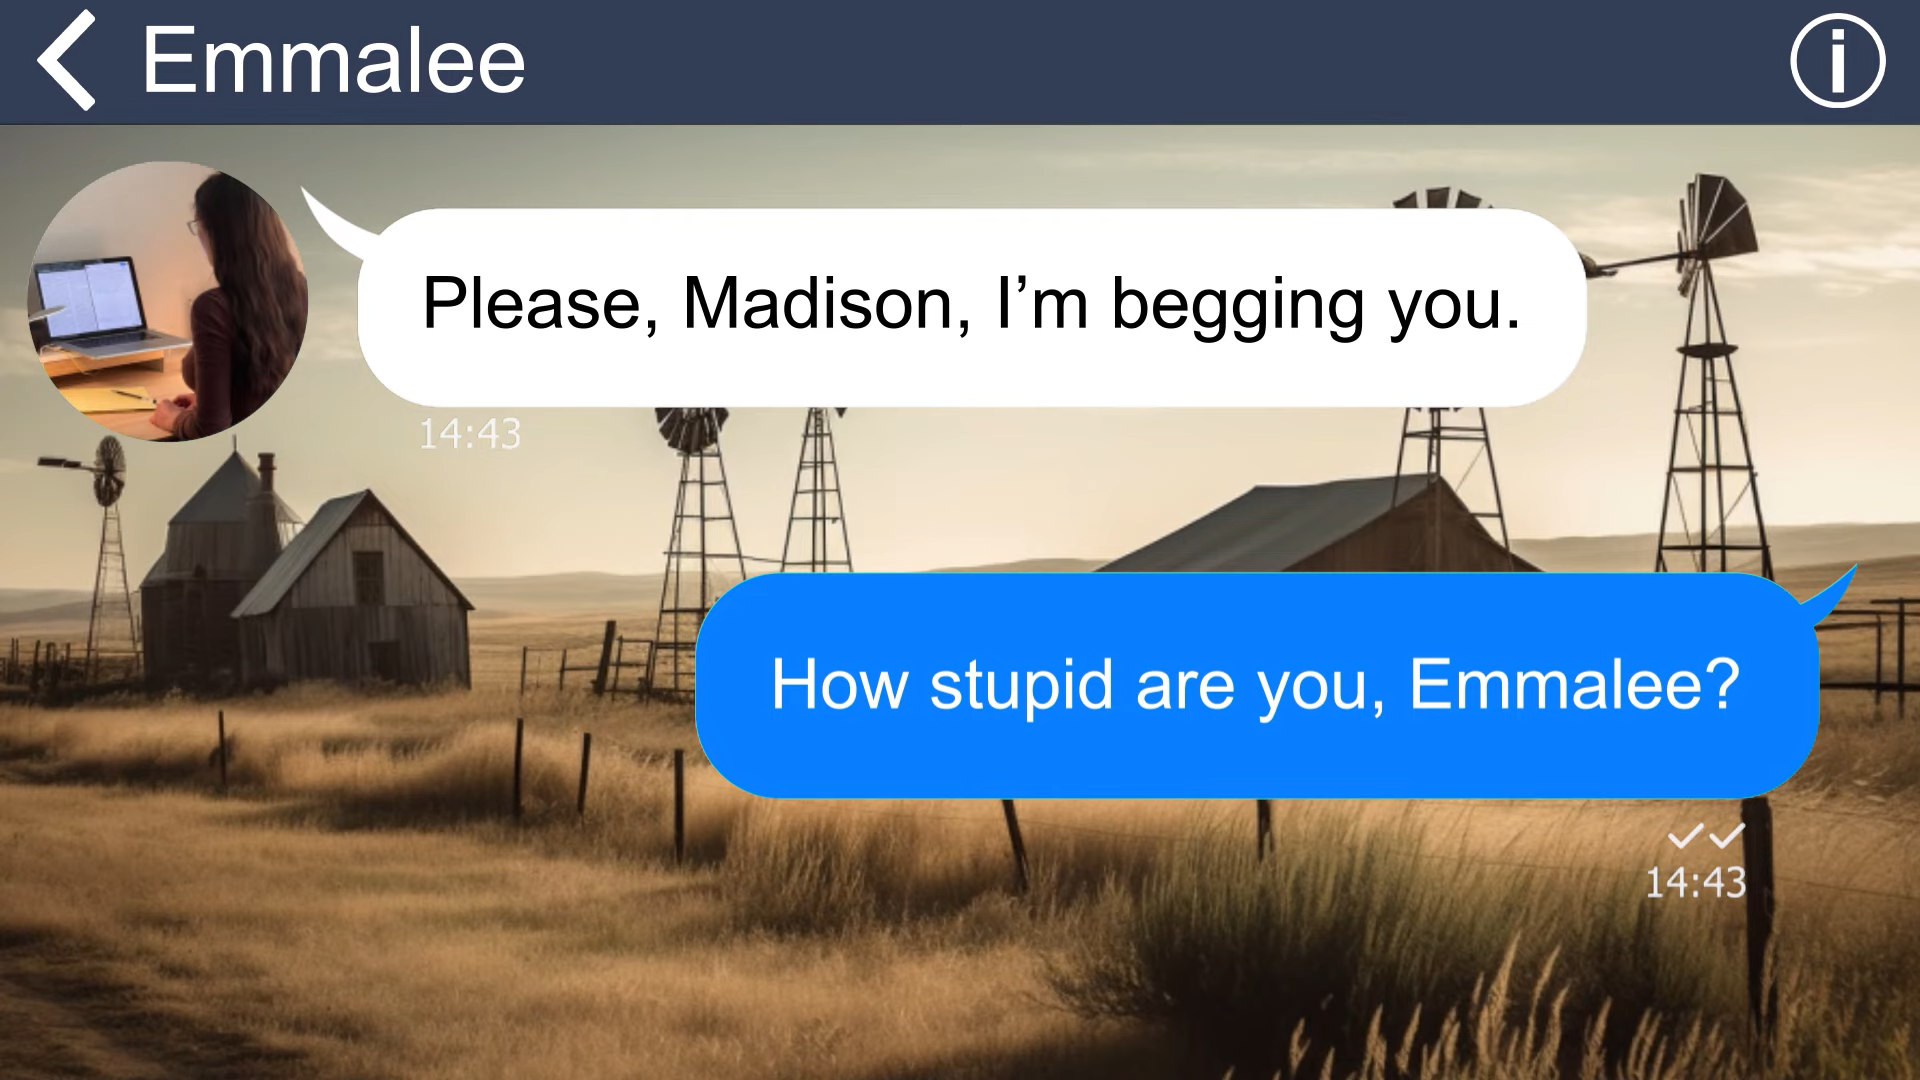 Emmalee
Please, Madison, I’m begging you.
14:43
How stupid are you, Emmalee?
14:43